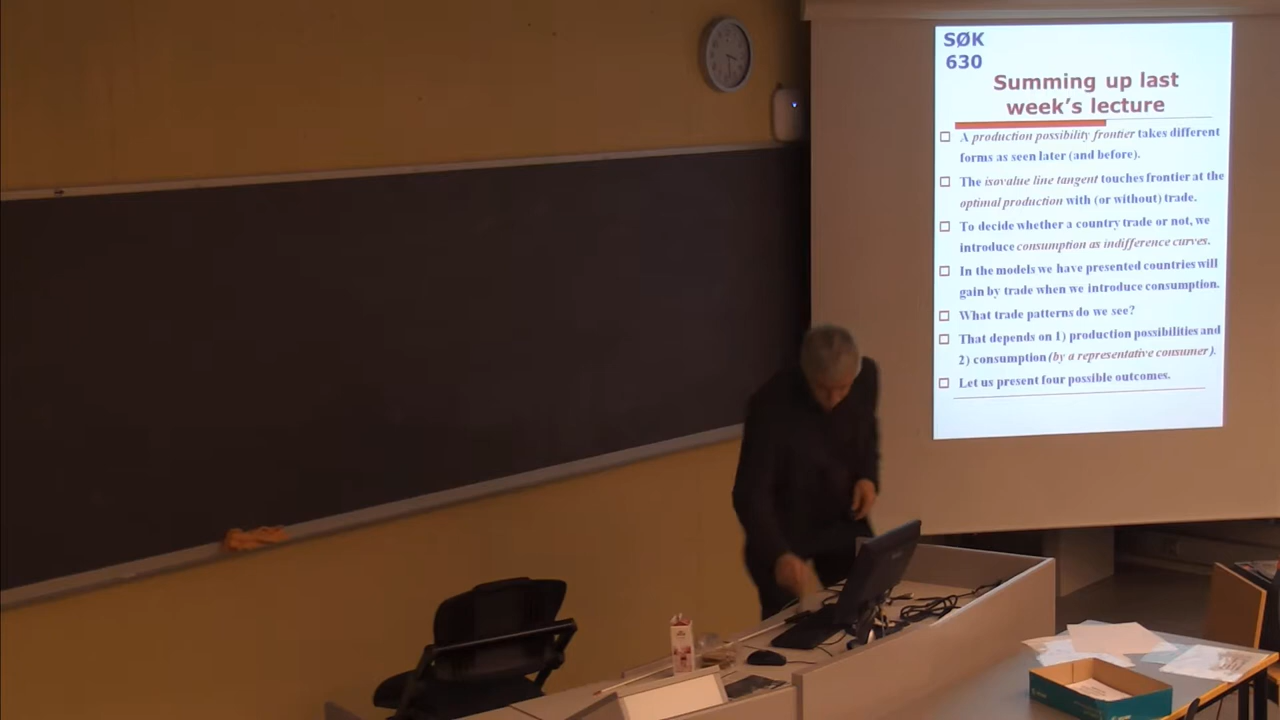 SØK
630
Summing up last
week's lecture
A production possibility frontier takes different
forms as seen later (and before).
The isovalue line tangent touches frontier at the
optimal production with (or without) trade.
To decide whether a country trade or not, we
introduce consumption as indifference curves.
In the models we have presented countries will
gain by trade when we introduce consumption.
What trade patterns do we see?
That depends on 1) production possibilities and
2) consumption (by a representative consumer).
Let us present four possible outcomes.